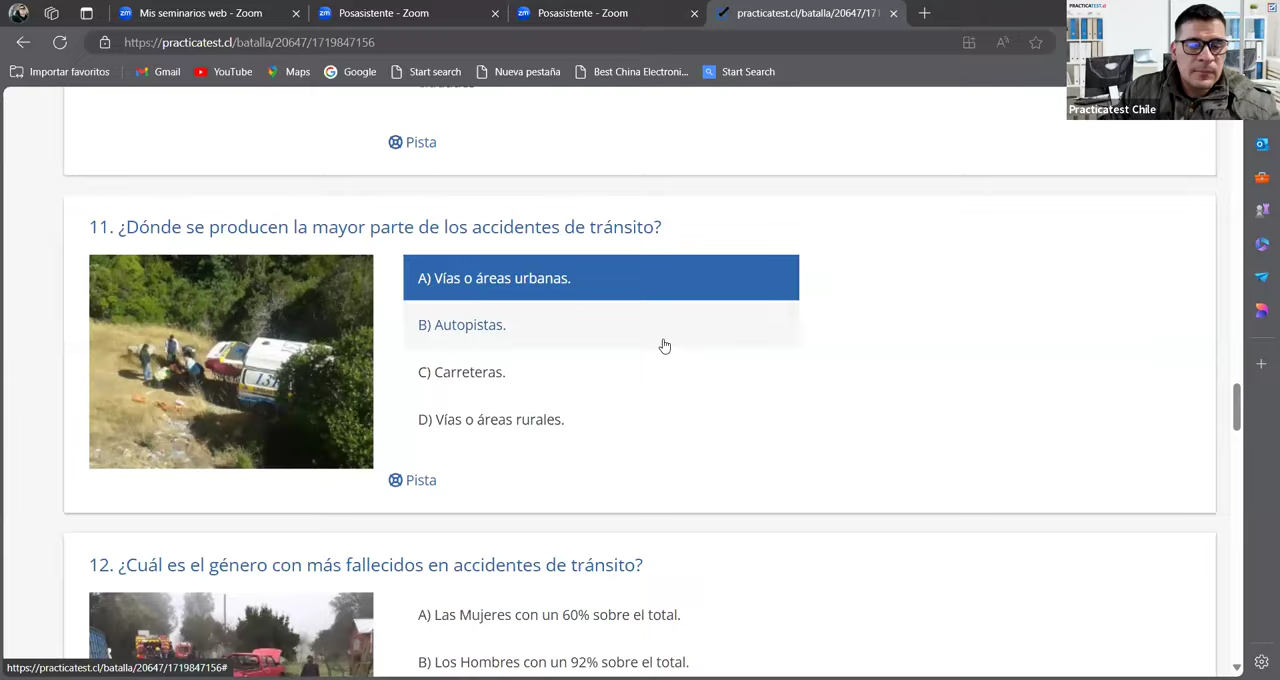 Mis seminarios web - Zoom
Posasistente - Zoom
Posasistente - Zoom
practicatest.cl/batalla/20647/171
https://practicatest.cl/batalla/20647/1719847156
Importar favoritos
Gmail
YouTube
Maps
Google
Start search
Nueva pestaña
Best China Electroni...
Start Search
PRACTICATEST.cl
Practicatest Chile
Pista
11. ¿Dónde se producen la mayor parte de los accidentes de tránsito?
A) Vías o áreas urbanas.
B) Autopistas.
C) Carreteras.
D) Vías o áreas rurales.
Pista
12. ¿Cuál es el género con más fallecidos en accidentes de tránsito?
A) Las Mujeres con un 60% sobre el total.
B) Los Hombres con un 92% sobre el total.
https://practicatest.cl/batalla/20647/1719847156#